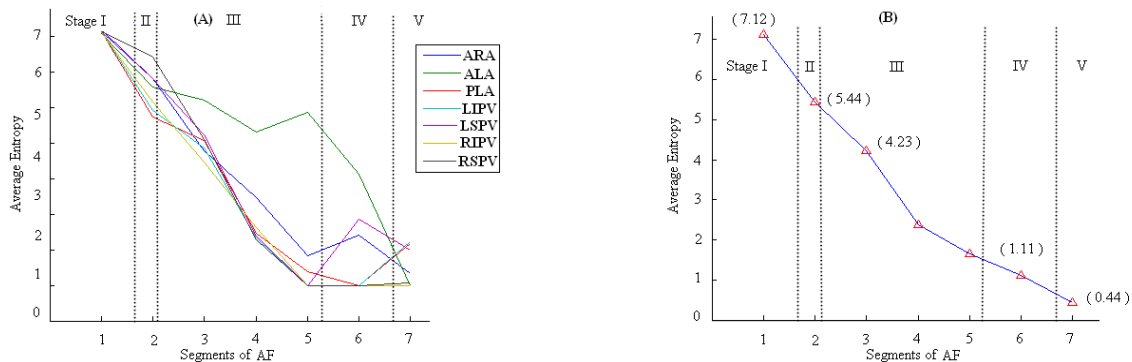 Stage I II (A) III IV V
7
6
5
4
3
2
1
0
Average Entropy
1 2 3 4 5 6 7
Segments of AF
ARA
ALA
PLA
LIPV
LSPV
RIPV
RSPV
(B)
(7.12)
Stage I II III IV V
(5.44)
(4.23)
(1.11)
(0.44)
7
6
5
4
3
2
1
0
Average Entropy
1 2 3 4 5 6 7
Segments of AF